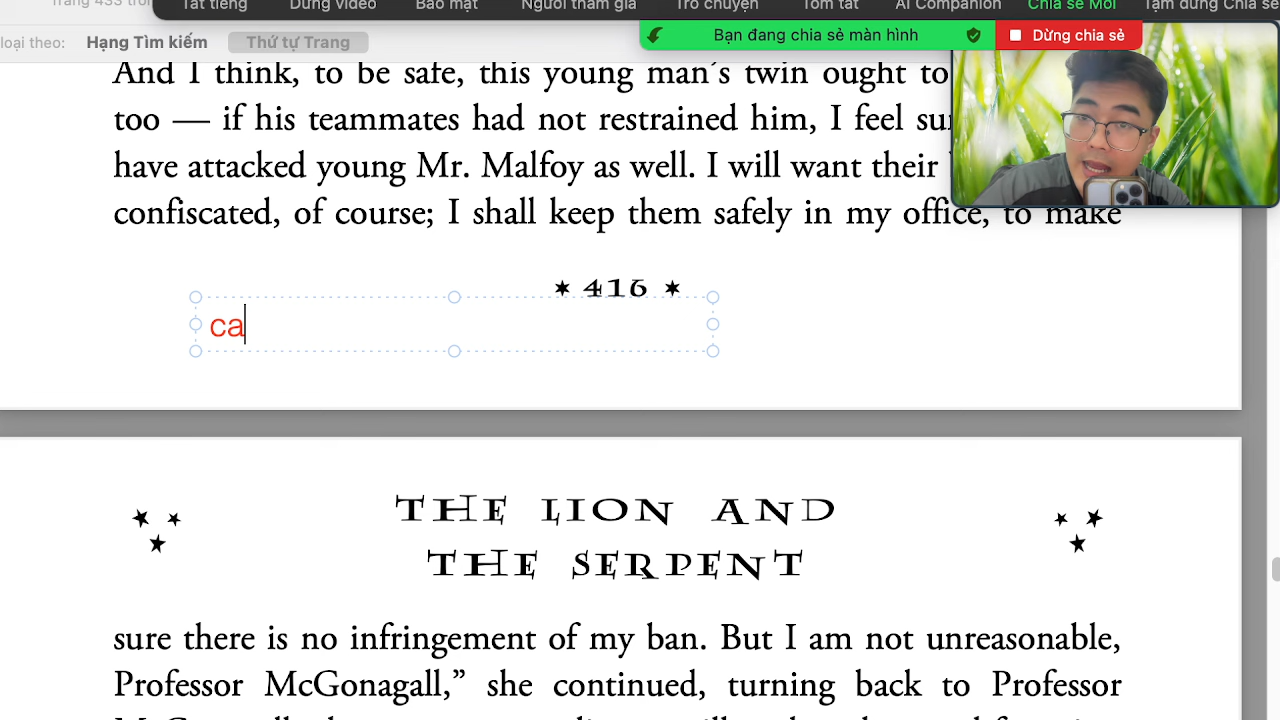 Trang 433 tron
Tắt tiếng Dừng video Bảo mật Người tham gia Trò chuyện Tóm tắt AI Companion Chia sẻ Mới Tạm dừng Chia sẻ
Bạn đang chia sẻ màn hình Dừng chia sẻ
loại theo: Hạng Tìm kiếm Thứ tự Trang
And I think, to be safe, this young man's twin ought to
too — if his teammates had not restrained him, I feel
have attacked young Mr. Malfoy as well. I will want their
confiscated, of course; I shall keep them safely in my office, to make
416
ca
THE LION AND
THE SERPENT
sure there is no infringement of my ban. But I am not unreasonable,
Professor McGonagall,” she continued, turning back to Professor